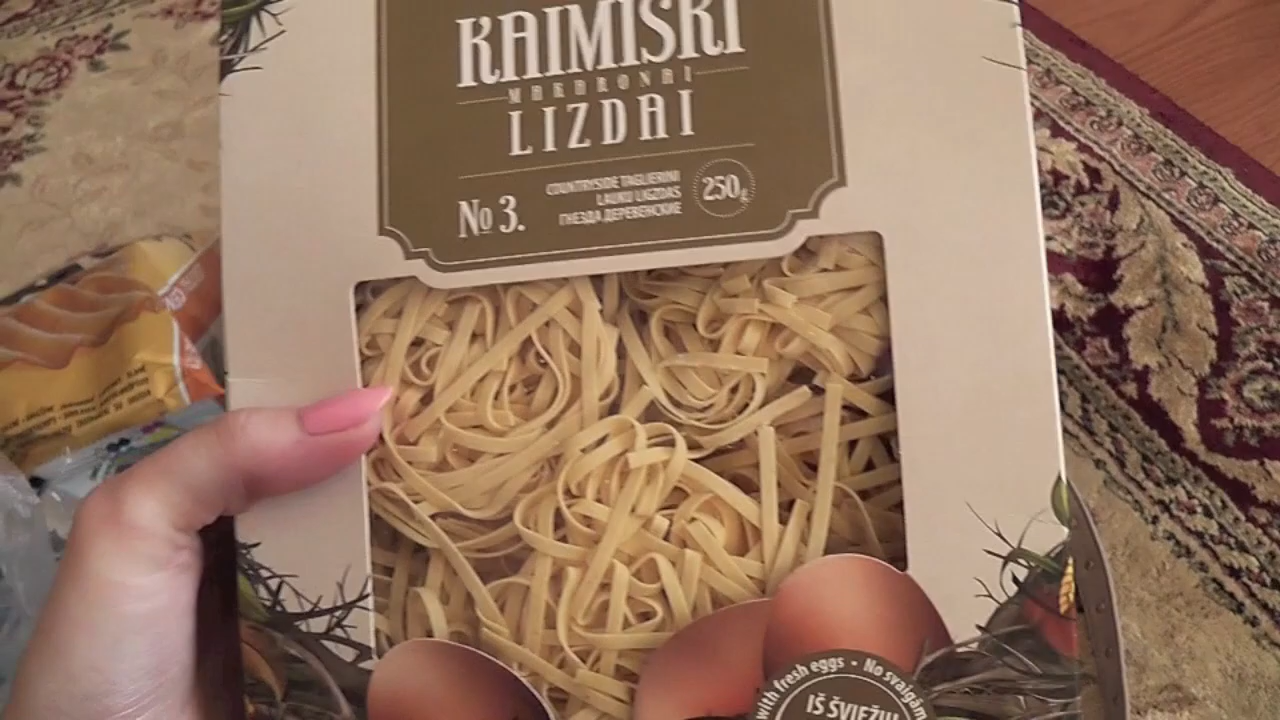 KAIMIŠKI
MAKARONAI
LIZDAI
No 3.
COUNTRYSIDE TAGLIERINI
LAUKU LIGZDAS
ГНЕЗДА ДЕРЕВЕНСКИЕ
250g
with fresh eggs • No svaigām
IŠ ŠVIEŽIŲ